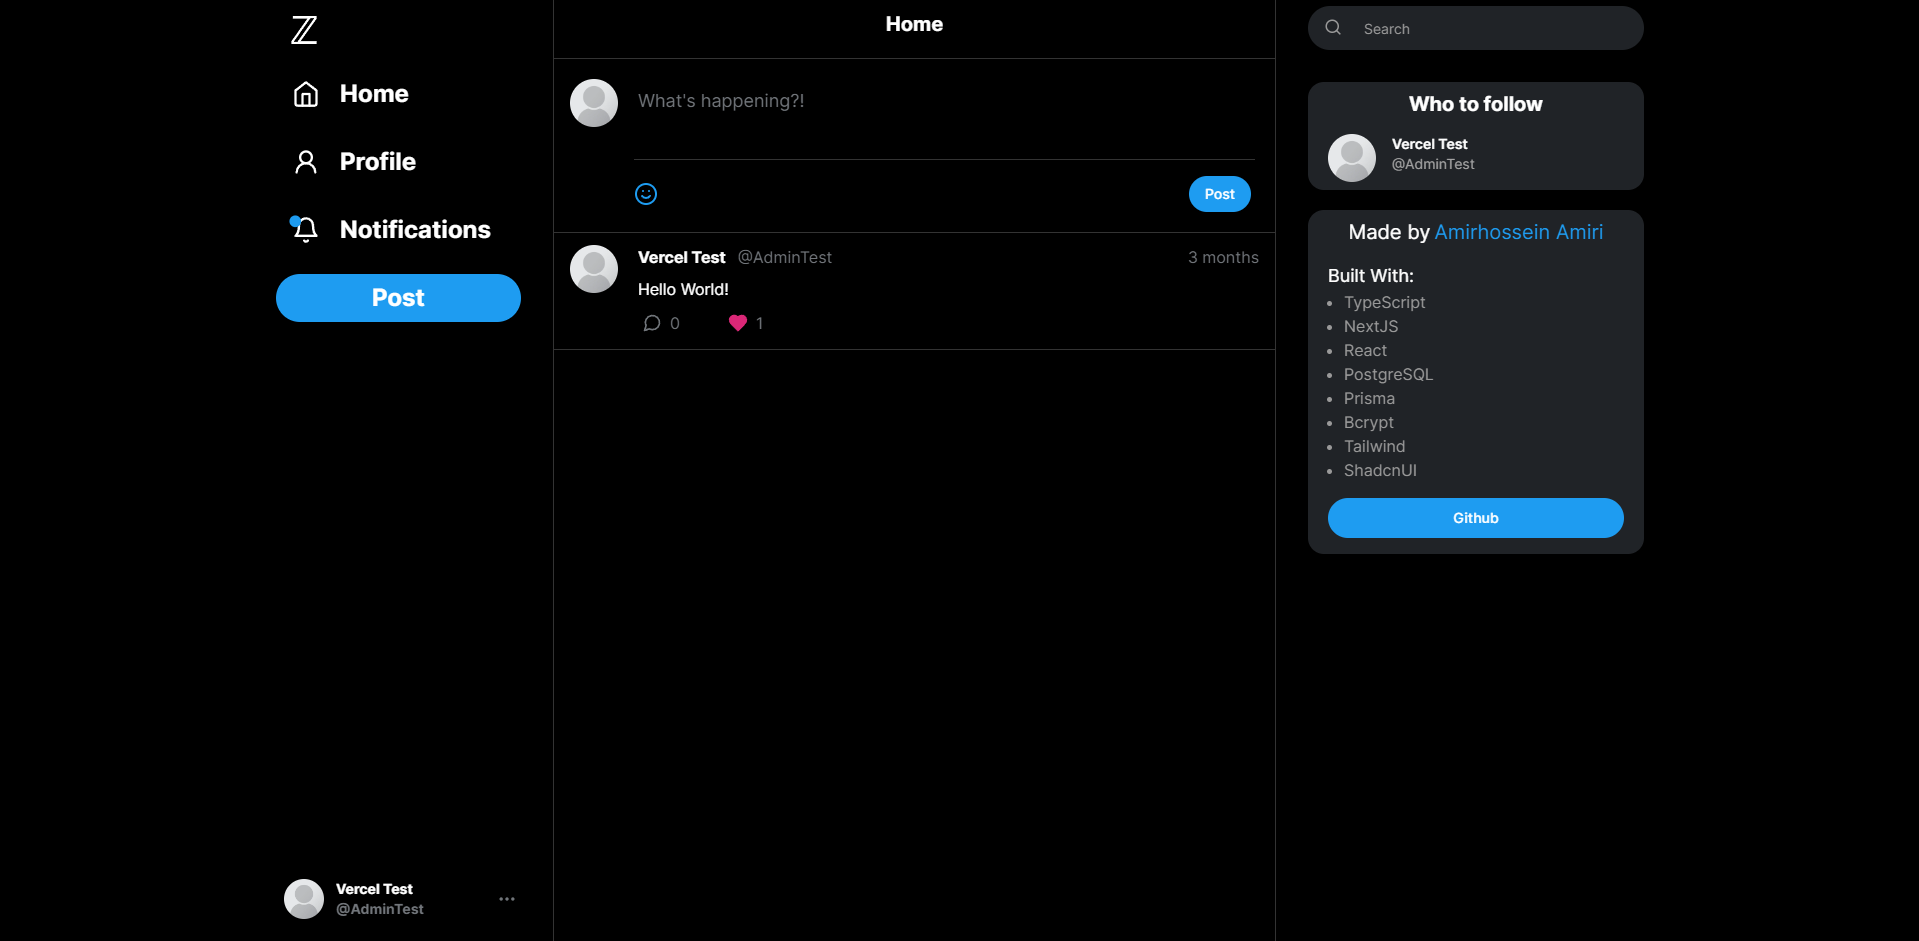 Home
Profile
Notifications
Post
Vercel Test
@AdminTest
Home
What's happening?!
Post
Vercel Test @AdminTest 3 months
Hello World!
0 1
Search
Who to follow
Vercel Test
@AdminTest
Made by Amirhossein Amiri
Built With:
TypeScript
NextJS
React
PostgreSQL
Prisma
Bcrypt
Tailwind
ShadcnUI
Github